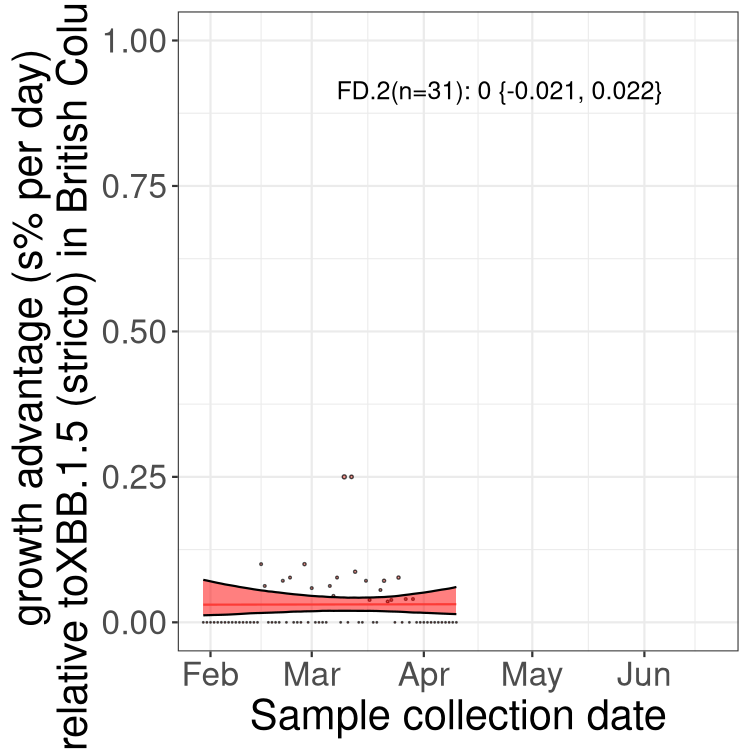 growth advantage (s% per day)
relative toXBB.1.5 (stricto) in British Colu
1.00
0.75
0.50
0.25
0.00
FD.2(n=31): 0 {-0.021, 0.022}
Feb Mar Apr May Jun
Sample collection date